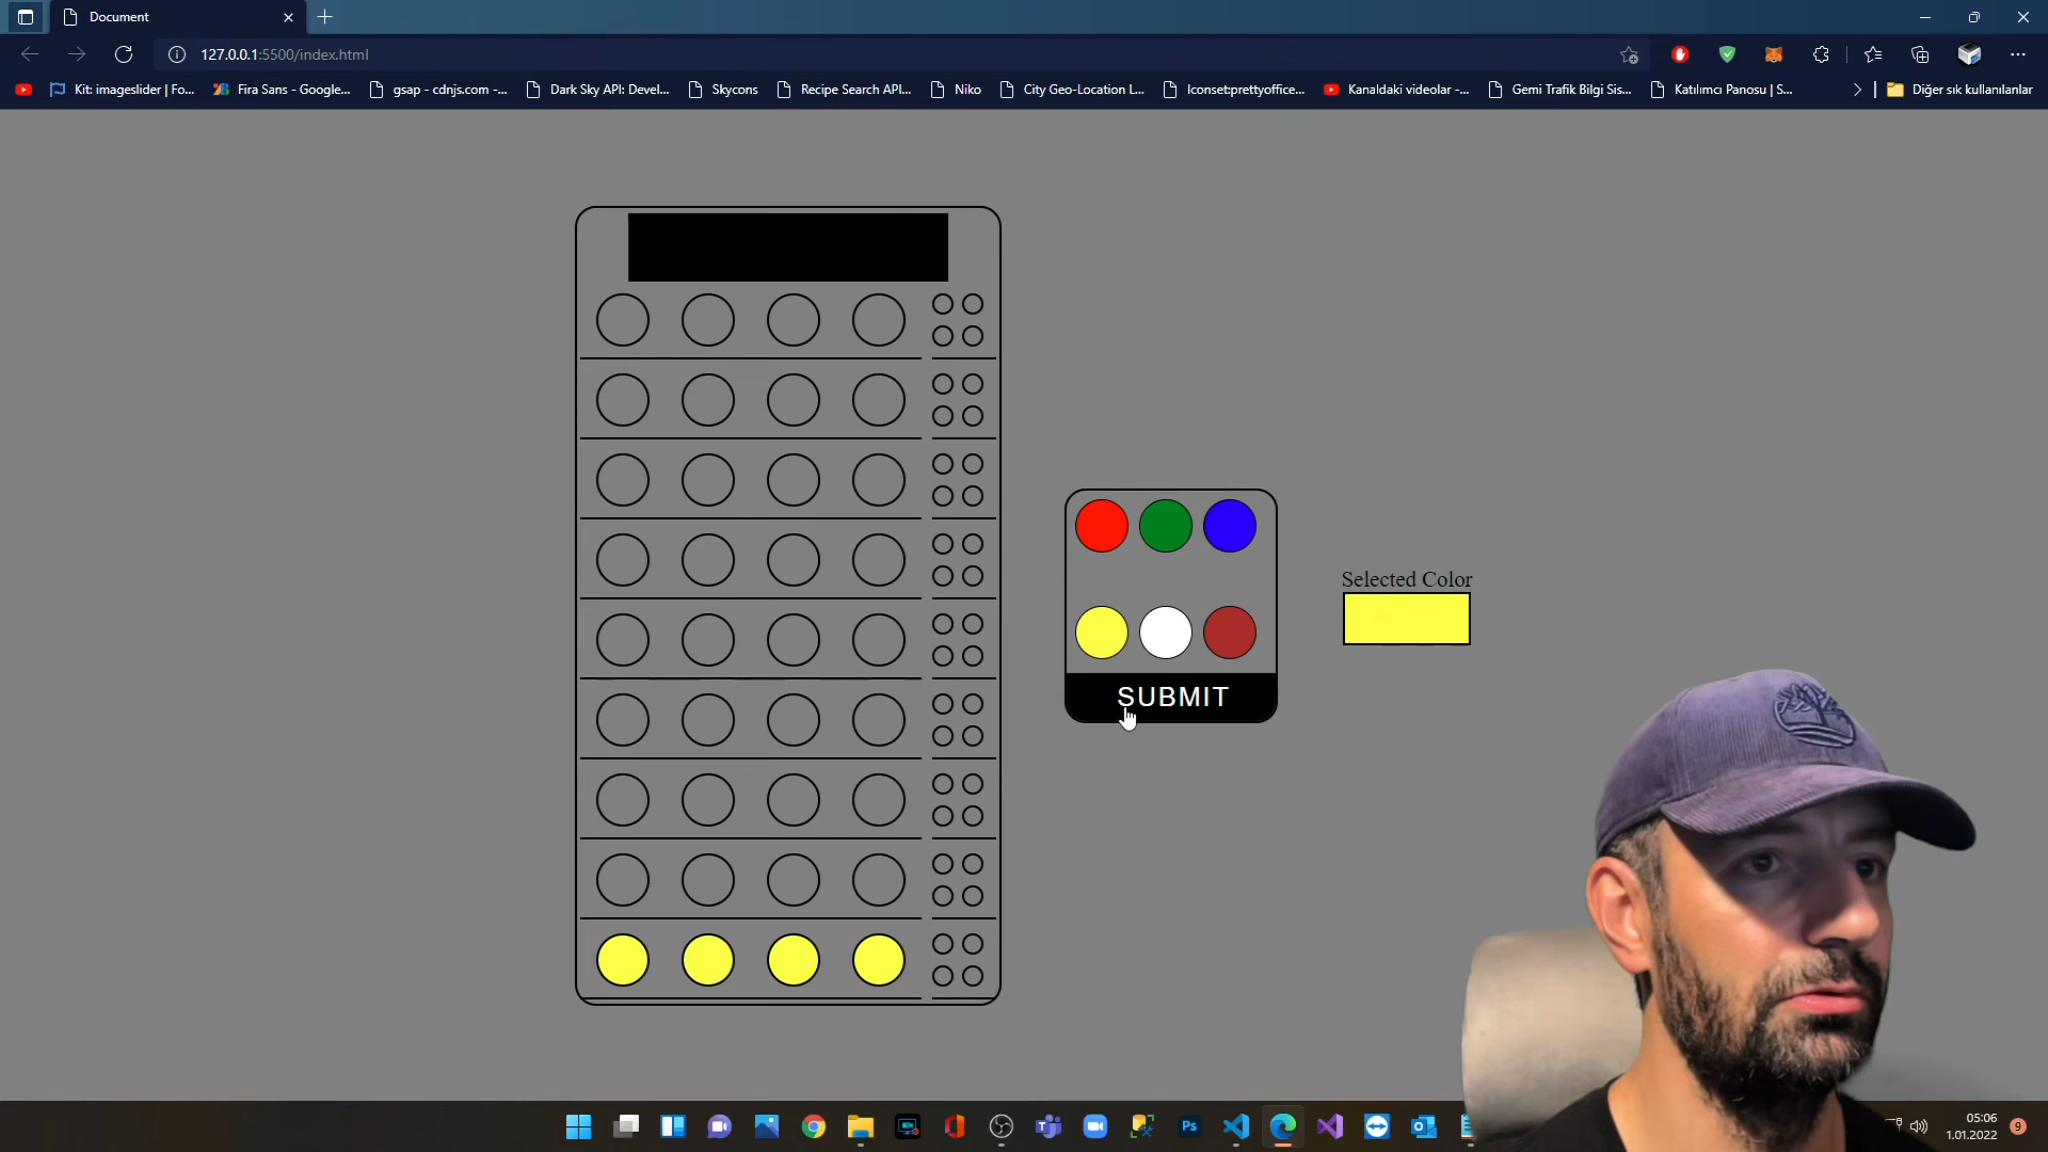 Document
127.0.0.1:5500/index.html
Kit: imageslider | Fo...
Fira Sans - Google...
gsap - cdnjs.com -...
Dark Sky API: Devel...
Skycons
Recipe Search API...
Niko
City Geo-Location L...
Iconset:prettyoffice...
Kanaldaki videolar -...
Gemi Trafik Bilgi Sis...
Katılımcı Panosu | S...
Diğer sık kullanılanlar
Selected Color
SUBMIT
Ps
05:06
1.01.2022
9